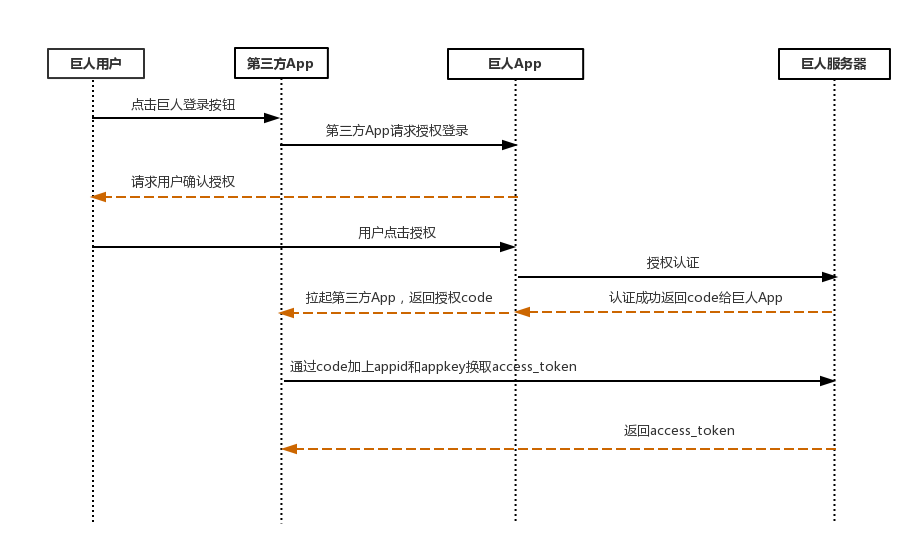 巨人用户
第三方App
巨人App
巨人服务器
点击巨人登录按钮
第三方App请求授权登录
请求用户确认授权
用户点击授权
授权认证
拉起第三方App，返回授权code
认证成功返回code给巨人App
通过code加上appid和appkey换取access_token
返回access_token